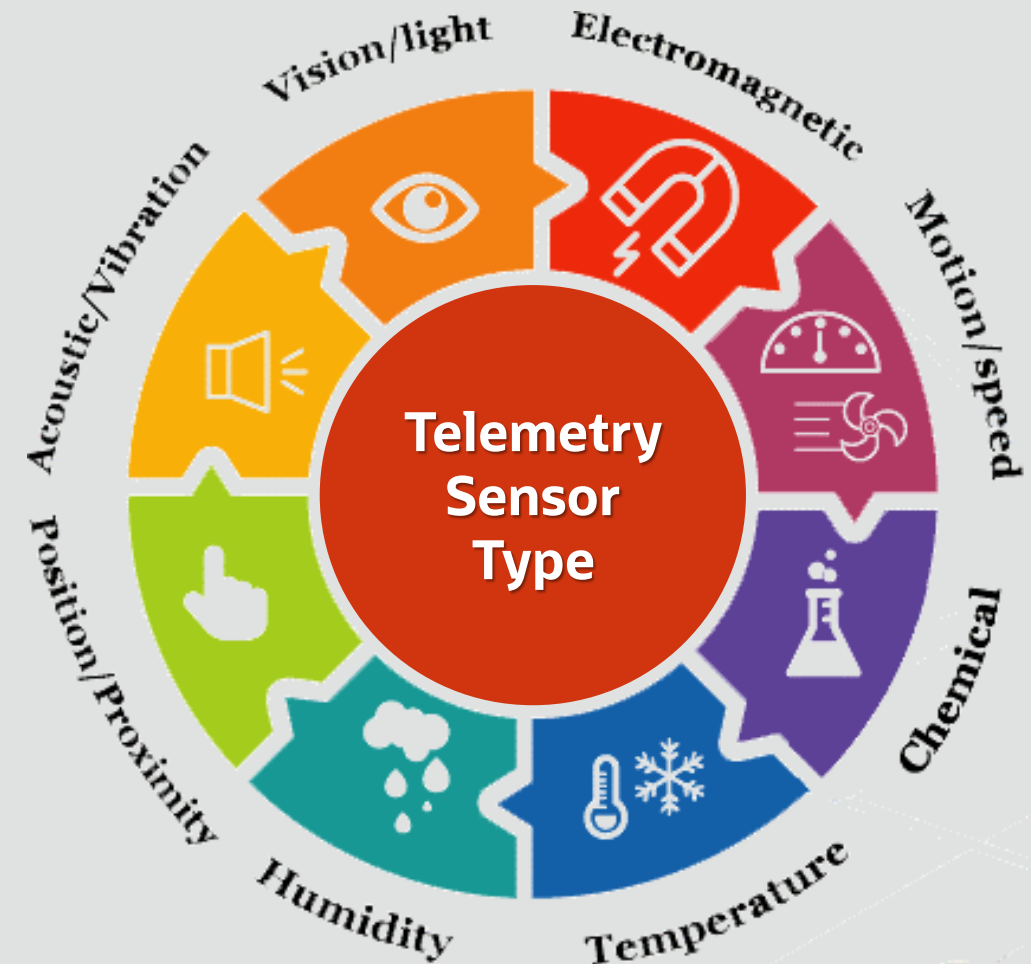 Vision/light
Electromagnetic
Motion/speed
Chemical
Temperature
Humidity
Position/Proximity
Acoustic/Vibration
Telemetry
Sensor
Type